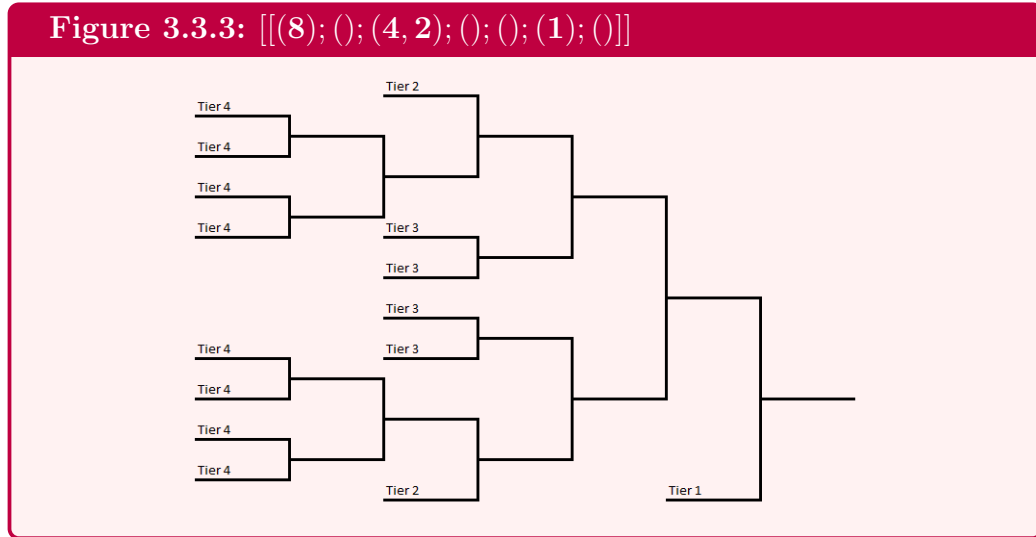 Figure 3.3.3: [[(8); (); (4, 2); (); (); (1); ()]]
Tier 2
Tier 4
Tier 4
Tier 4
Tier 4
Tier 3
Tier 3
Tier 3
Tier 3
Tier 4
Tier 4
Tier 4
Tier 4
Tier 2
Tier 1